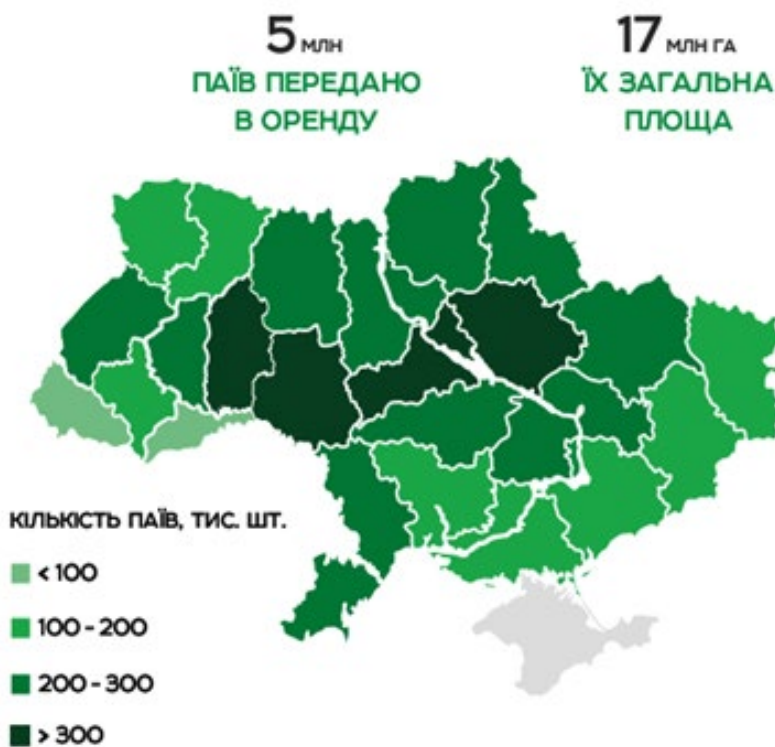 5 МЛН
ПАЇВ ПЕРЕДАНО
В ОРЕНДУ
17 МЛН ГА
ЇХ ЗАГАЛЬНА
ПЛОЩА
КІЛЬКІСТЬ ПАЇВ, ТИС. ШТ.
< 100
100 - 200
200 - 300
> 300